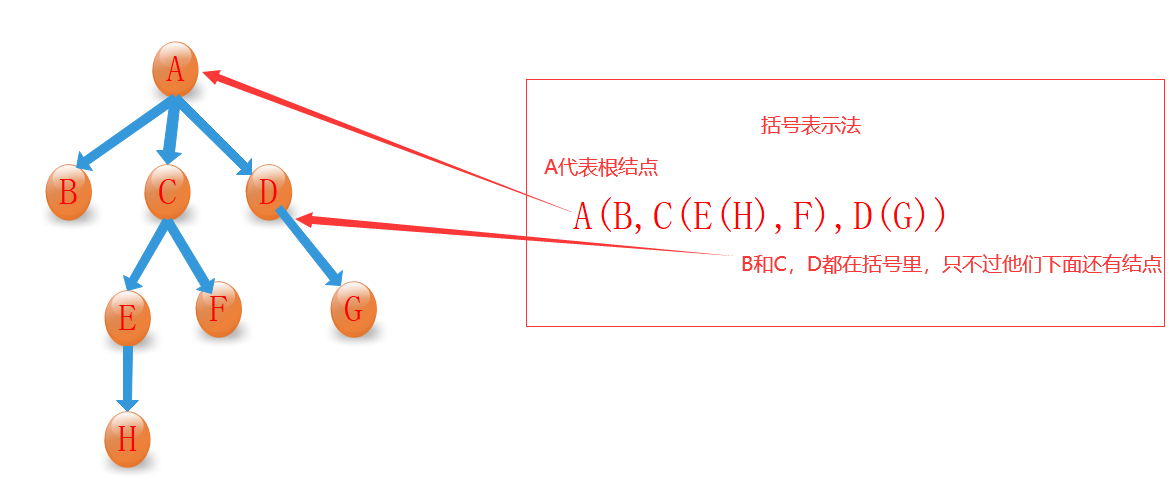 A
B
C
D
E
F
G
H
括号表示法
A代表根结点
A(B,C(E(H),F),D(G))
B和C，D都在括号里，只不过他们下面还有结点